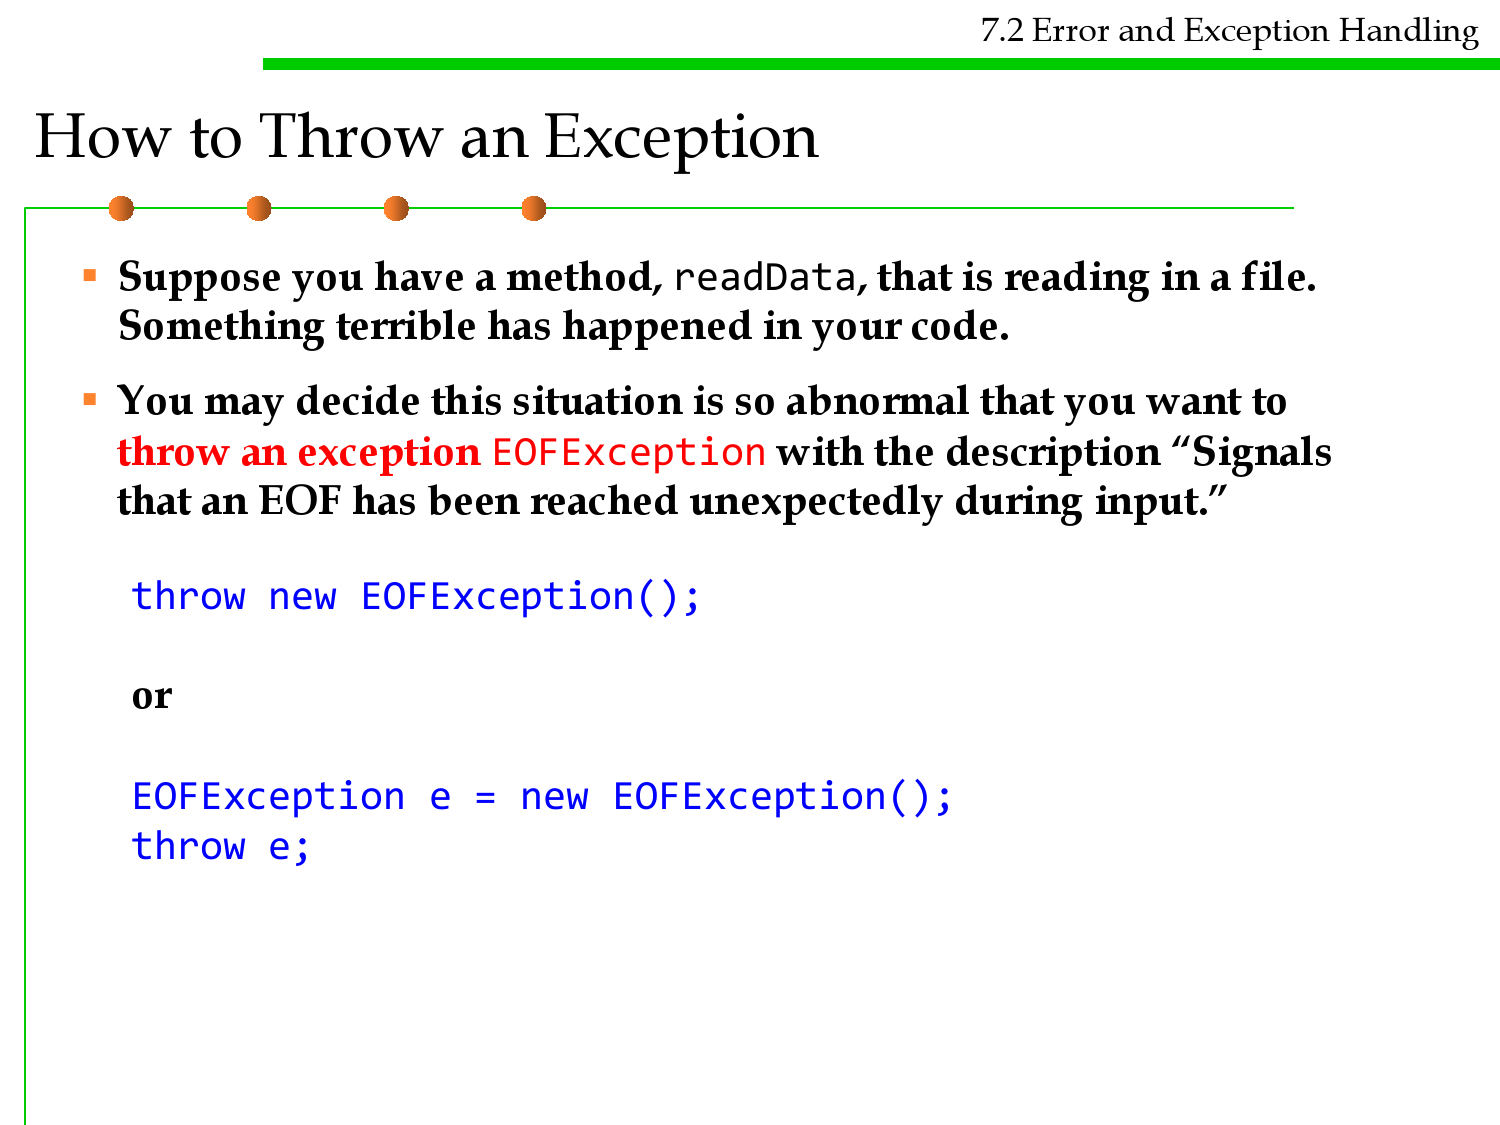 7.2 Error and Exception Handling
How to Throw an Exception
▪ Suppose you have a method, readData, that is reading in a file.
Something terrible has happened in your code.
▪ You may decide this situation is so abnormal that you want to
throw an exception EOFException with the description “Signals
that an EOF has been reached unexpectedly during input.”
throw new EOFException();
or
EOFException e = new EOFException();
throw e;